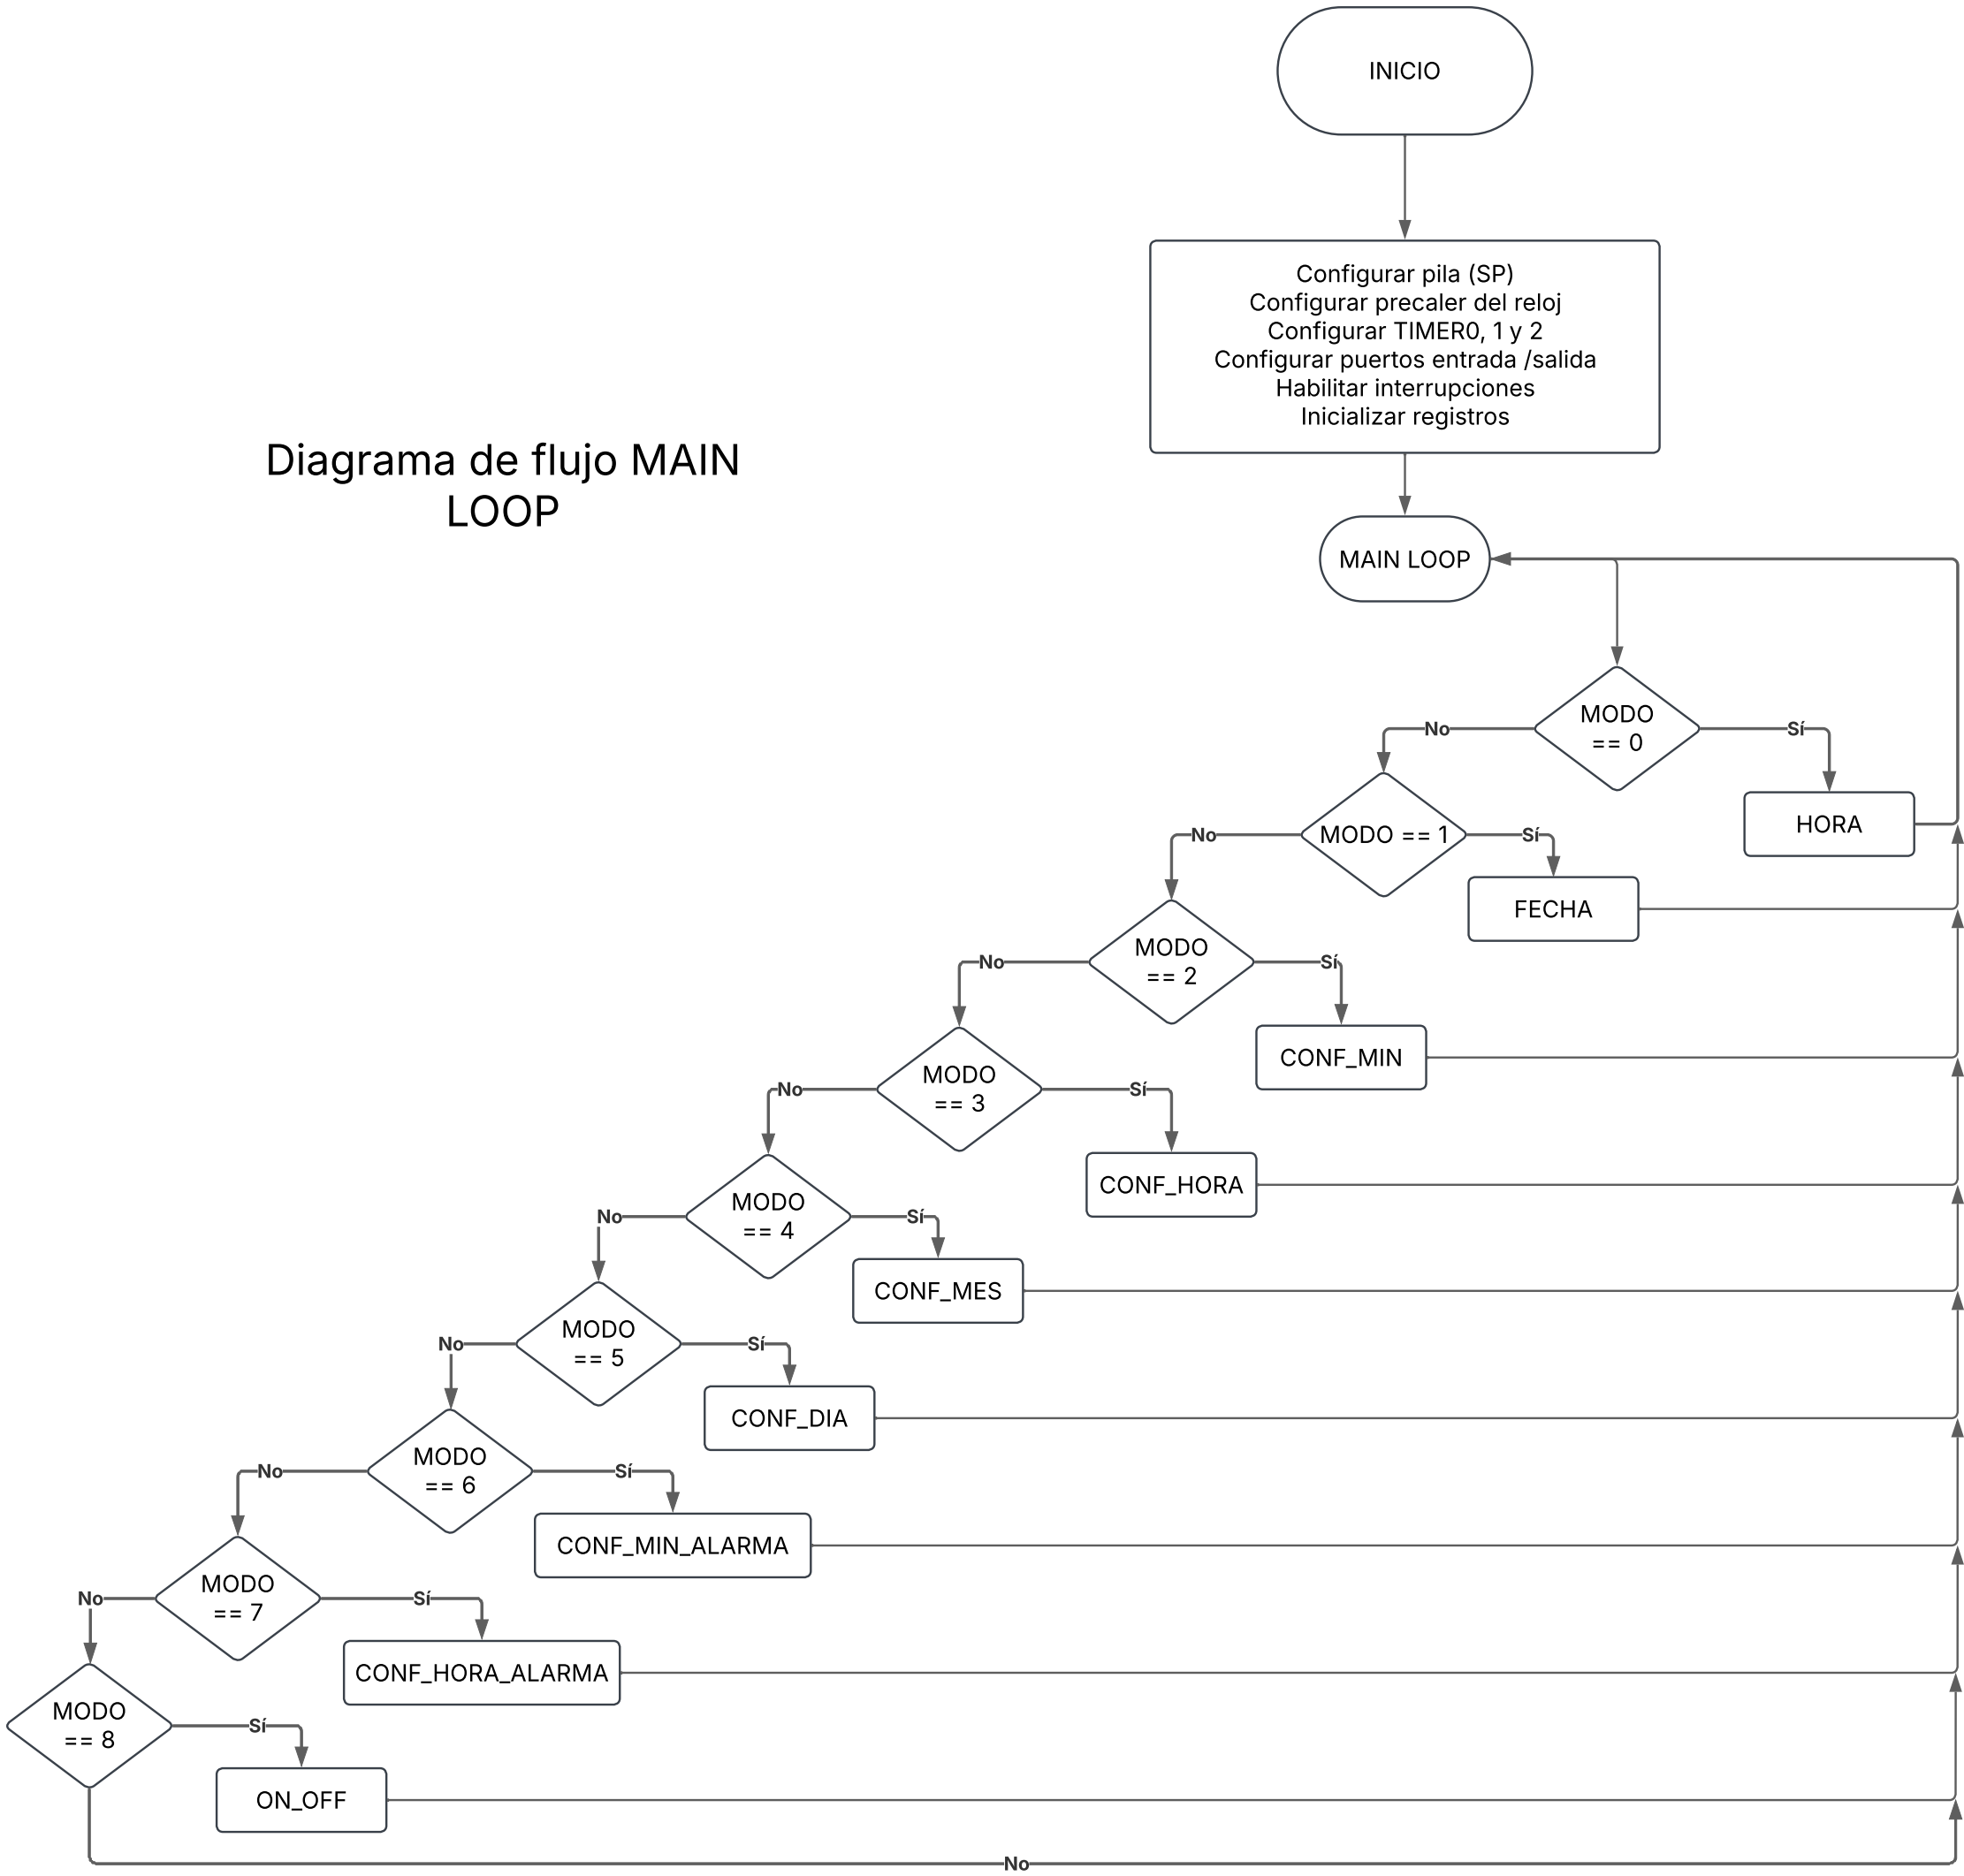 INICIO
Configurar pila (SP)
Configurar precaler del reloj
Configurar TIMER0, 1 y 2
Configurar puertos entrada /salida
Habilitar interrupciones
Inicializar registros
Diagrama de flujo MAIN
LOOP
MAIN LOOP
MODO
== 0
No
Sí
HORA
MODO == 1
No
Sí
FECHA
MODO
== 2
No
Sí
CONF_MIN
MODO
== 3
No
Sí
CONF_HORA
MODO
== 4
No
Sí
CONF_MES
MODO
== 5
No
Sí
CONF_DIA
MODO
== 6
No
Sí
CONF_MIN_ALARMA
MODO
== 7
No
Sí
CONF_HORA_ALARMA
MODO
== 8
Sí
ON_OFF
No